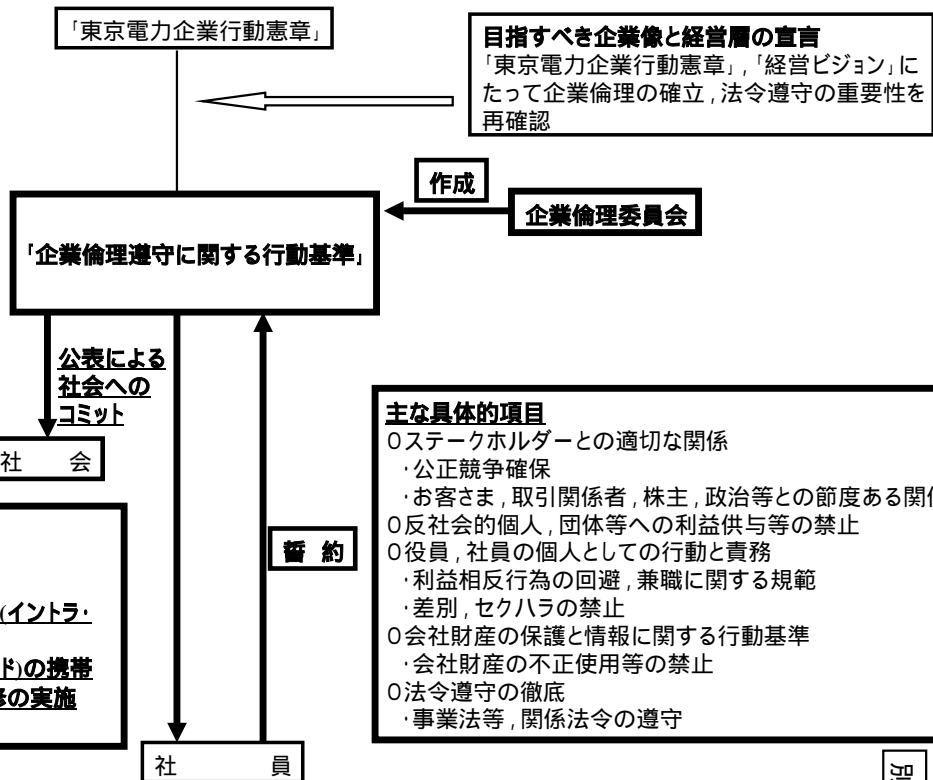 「東京電力企業行動憲章」
目指すべき企業像と経営層の宣言
「東京電力企業行動憲章」,「経営ビジョン」に
たって企業倫理の確立,法令遵守の重要性を
再確認
作成
企業倫理委員会
「企業倫理遵守に関する行動基準」
公表による
社会への
コミット
社 会
主な具体的項目
0ステークホルダーとの適切な関係
・公正競争確保
・お客さま,取引関係者,株主,政治等との節度ある関
0反社会的個人,団体等への利益供与等の禁止
0役員,社員の個人としての行動と責務
・利益相反行為の回避,兼職に関する規範
・差別,セクハラの禁止
0会社財産の保護と情報に関する行動基準
・会社財産の不正使用等の禁止
0法令遵守の徹底
・事業法等,関係法令の遵守
誓 約
(イントラ・
ド)の携帯
の実施
社 員
別